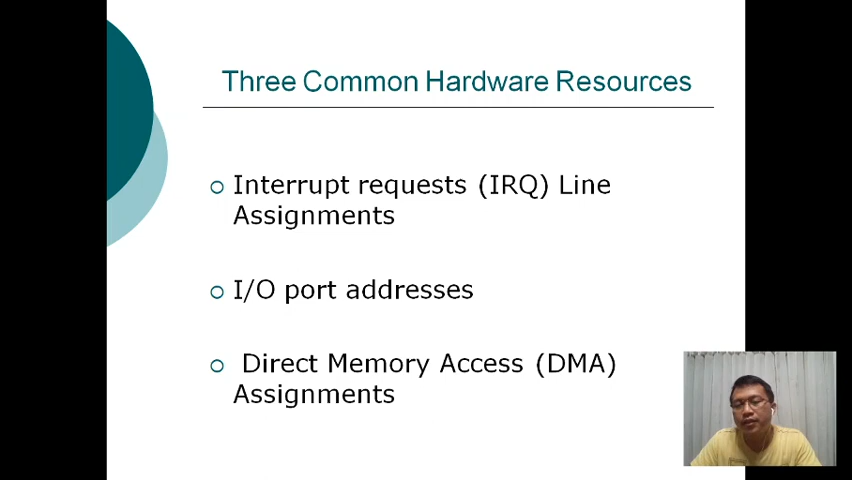 Three Common Hardware Resources
Interrupt requests (IRQ) Line
Assignments
I/O port addresses
Direct Memory Access (DMA)
Assignments